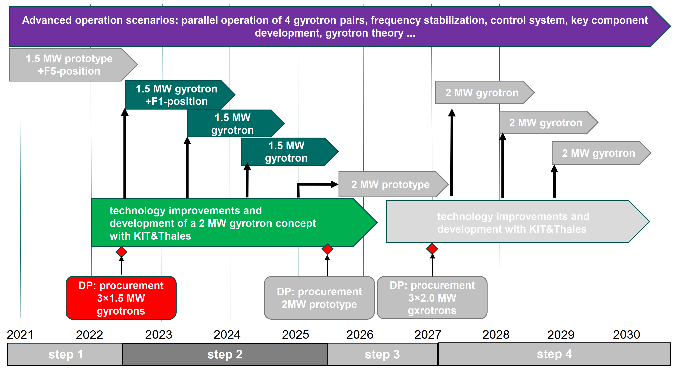 Advanced operation scenarios: parallel operation of 4 gyrotron pairs, frequency stabilization, control system, key component
development, gyrotron theory ...
1.5 MW prototype
+F5-position
1.5 MW gyrotron
+F1-position
1.5 MW
gyrotron
1.5 MW
gyrotron
2 MW gyrotron
2 MW gyrotron
2 MW gyrotron
2 MW prototype
technology improvements and
development of a 2 MW gyrotron concept
with KIT&Thales
technology improvements and
development with KIT&Thales
DP: procurement
3×1.5 MW
gyrotrons
DP: procurement
2MW prototype
DP: procurement
3×2.0 MW
gxrotrons
2021 2022 2023 2024 2025 2026 2027 2028 2029 2030
step 1 step 2 step 3 step 4